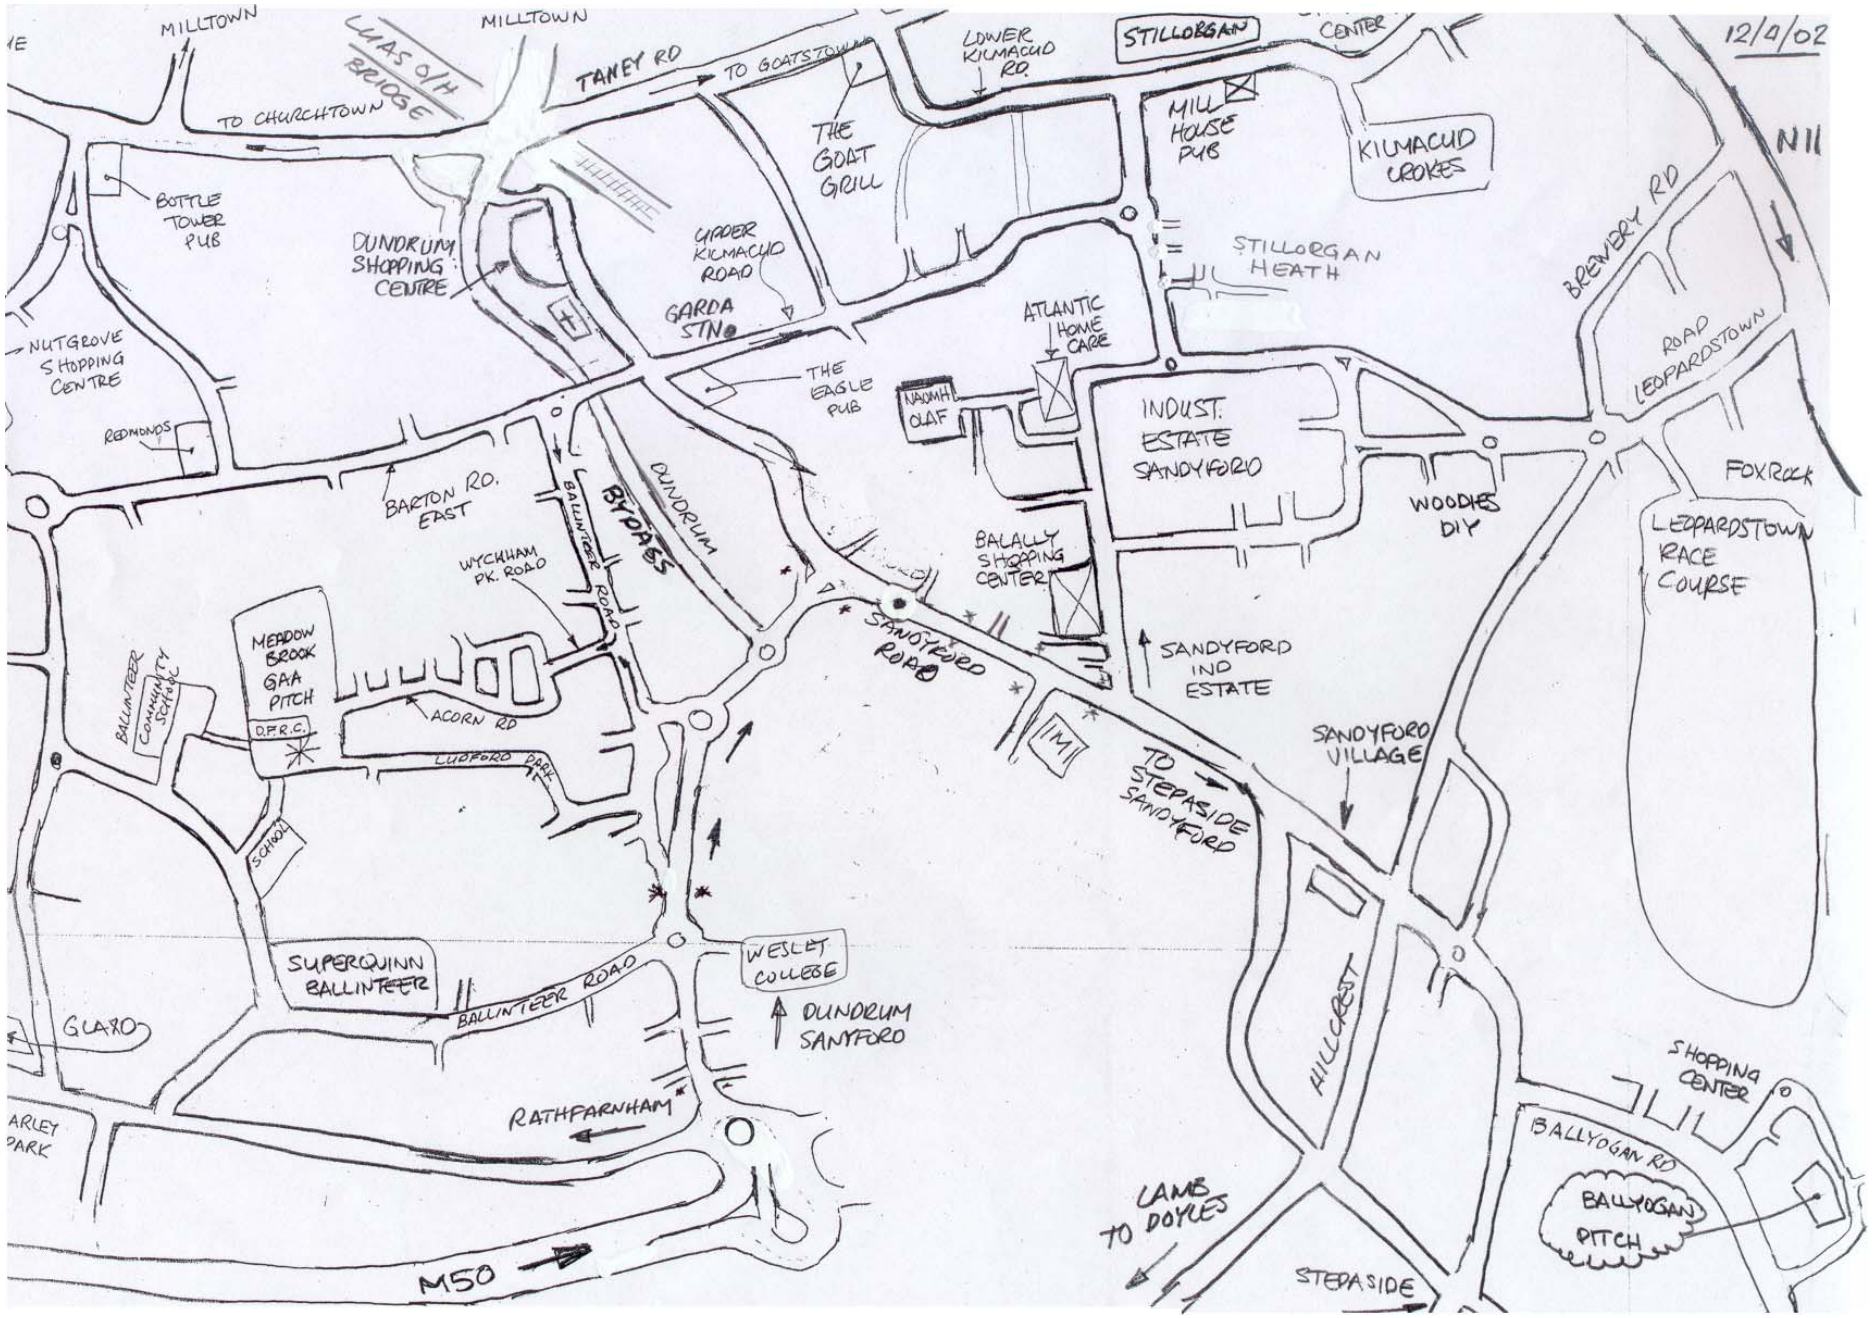 MILLTOWN
LUAS O/H
BRIDGE
MILLTOWN
TANEY RD
TO GOATSTOWN
LOWER
KILMACUD
RD.
STILLORGAN
CENTER
12/4/02
TO CHURCHTOWN
THE
GOAT
GRILL
MILL
HOUSE
PUB
KILMACUD
CROKES
N11
BOTTLE
TOWER
PUB
DUNDRUM
SHOPPING
CENTRE
UPPER
KILMACUD
ROAD
GARDA
STN
STILLORGAN
HEATH
BREWERY RD
ATLANTIC
HOME
CARE
ROAD
LEOPARDSTOWN
NUTGROVE
SHOPPING
CENTRE
THE
EAGLE
PUB
NAOMH
OLAF
INDUST.
ESTATE
SANDYFORD
REDMONDS
BARTON RD.
EAST
BALLINTEER ROAD
BYPASS
DUNDRUM
WOODIES
DIY
FOXROCK
LEOPARDSTOWN
RACE
COURSE
WYCKHAM
PK. ROAD
BALALLY
SHOPPING
CENTER
MEADOW
BROOK
GAA
PITCH
D.F.R.C.
BALLINTEER
COMMUNITY
SCHOOL
ACORN RD
LUDFORD PARK
SANDYFORD
ROAD
SANDYFORD
IND
ESTATE
IMI
SANDYFORD
VILLAGE
TO
STEPASIDE
SANDYFORD
SCHOOL
SUPERQUINN
BALLINTEER
BALLINTEER ROAD
WESLEY
COLLEGE
DUNDRUM
SANYFORD
HILLCREST
GLAXO
SHOPPING
CENTER
RATHFARNHAM
ARLEY
PARK
BALLYOGAN RD
BALLYOGAN
PITCH
LAMB
TO DOYLES
M50
STEPASIDE